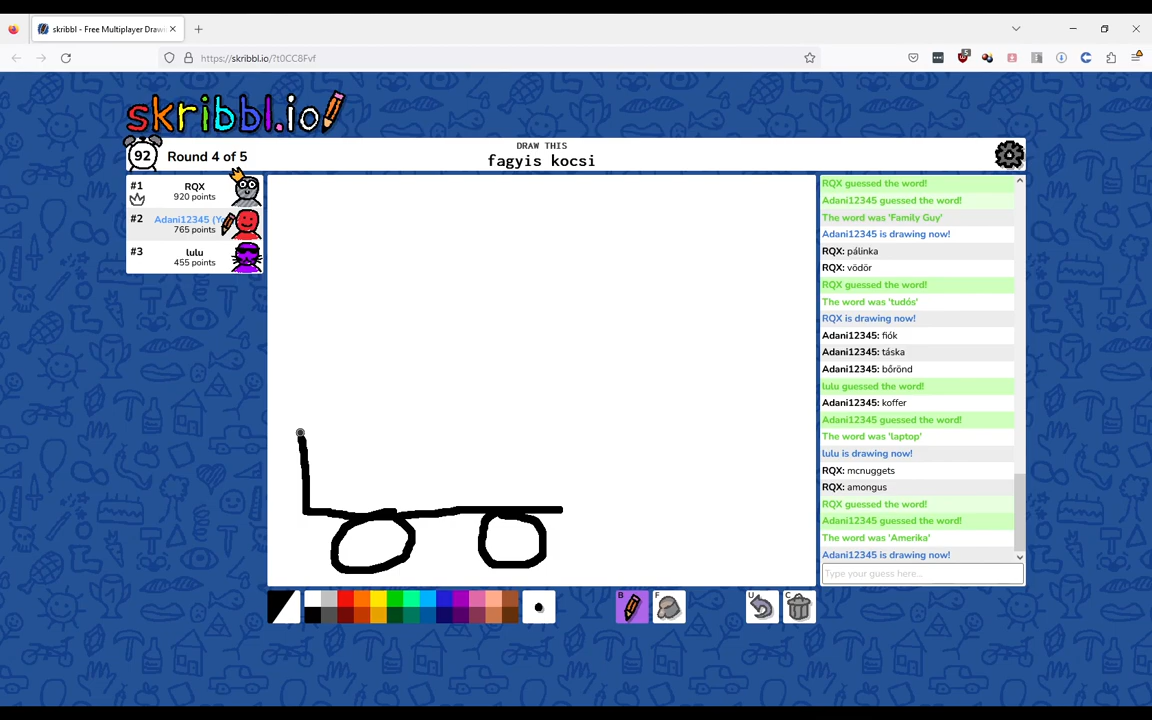 skribbl - Free Multiplayer Drawi
https://skribbl.io/?t0CC8Fvf
5
skribbl.io
92
Round 4 of 5
DRAW THIS
fagyis kocsi
#1
RQX
920 points
#2
Adani12345 (Yo
765 points
#3
lulu
455 points
RQX guessed the word!
Adani12345 guessed the word!
The word was 'Family Guy'
Adani12345 is drawing now!
RQX: pálinka
RQX: vödör
RQX guessed the word!
The word was 'tudós'
RQX is drawing now!
Adani12345: fiók
Adani12345: táska
Adani12345: bőrönd
lulu guessed the word!
Adani12345: koffer
Adani12345 guessed the word!
The word was 'laptop'
lulu is drawing now!
RQX: mcnuggets
RQX: amongus
RQX guessed the word!
Adani12345 guessed the word!
The word was 'Amerika'
Adani12345 is drawing now!
Type your guess here...
B
F
U
C